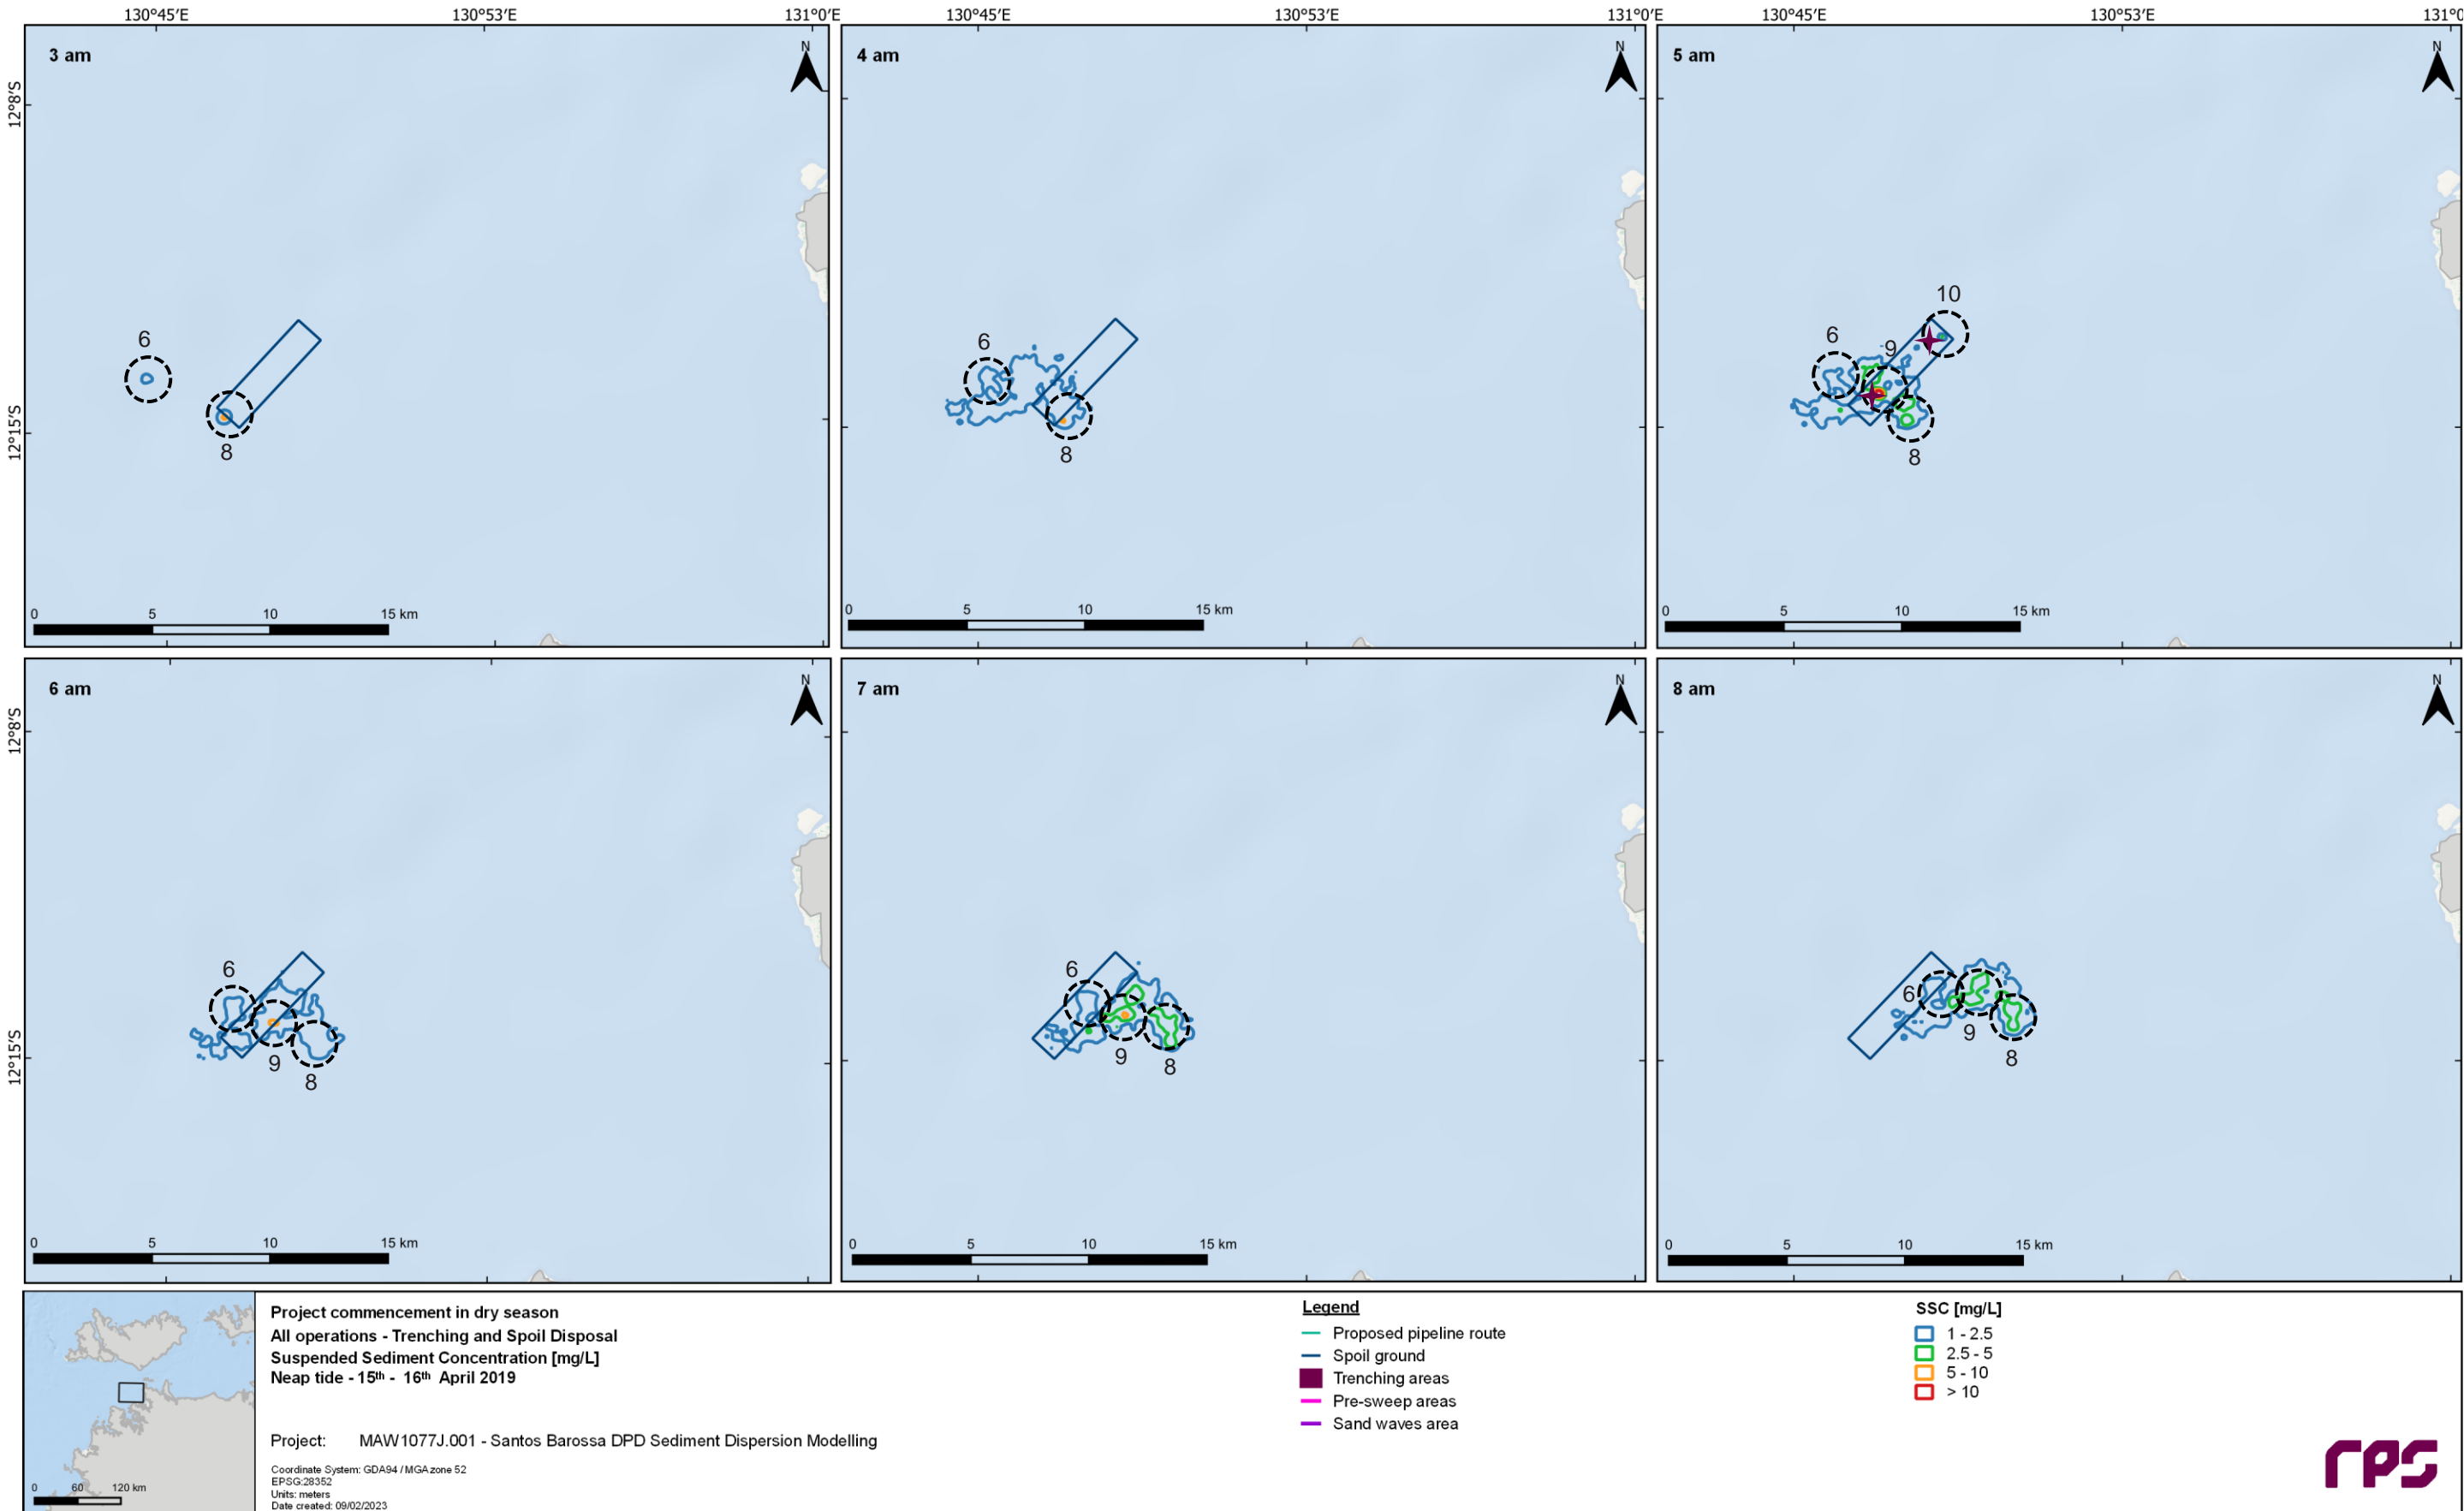 130°45′E 130°53′E 131°0′E 130°45′E 130°53′E 131°0′E 130°45′E 130°53′E
3 am N 4 am N 5 am N
12°8′S
10
6 6 6 9
12°15′S
8 8 8
0 5 10 15 km 0 5 10 15 km 0 5 10 15 km
6 am N 7 am N 8 am N
12°8′S
6 6 6
12°15′S
9 8 9 8 9 8
0 5 10 15 km 0 5 10 15 km 0 5 10 15 km
Project commencement in dry season
All operations - Trenching and Spoil Disposal
Suspended Sediment Concentration [mg/L]
Neap tide - 15th - 16th April 2019
Project: MAW1077J.001 - Santos Barossa DPD Sediment Dispersion Modelling
Coordinate System: GDA94 / MGA zone 52
EPSG:28352
Units: meters
Date created: 09/02/2023
0 60 120 km
Legend
Proposed pipeline route
Spoil ground
Trenching areas
Pre-sweep areas
Sand waves area
SSC [mg/L]
1 - 2.5
2.5 - 5
5 - 10
> 10
rps